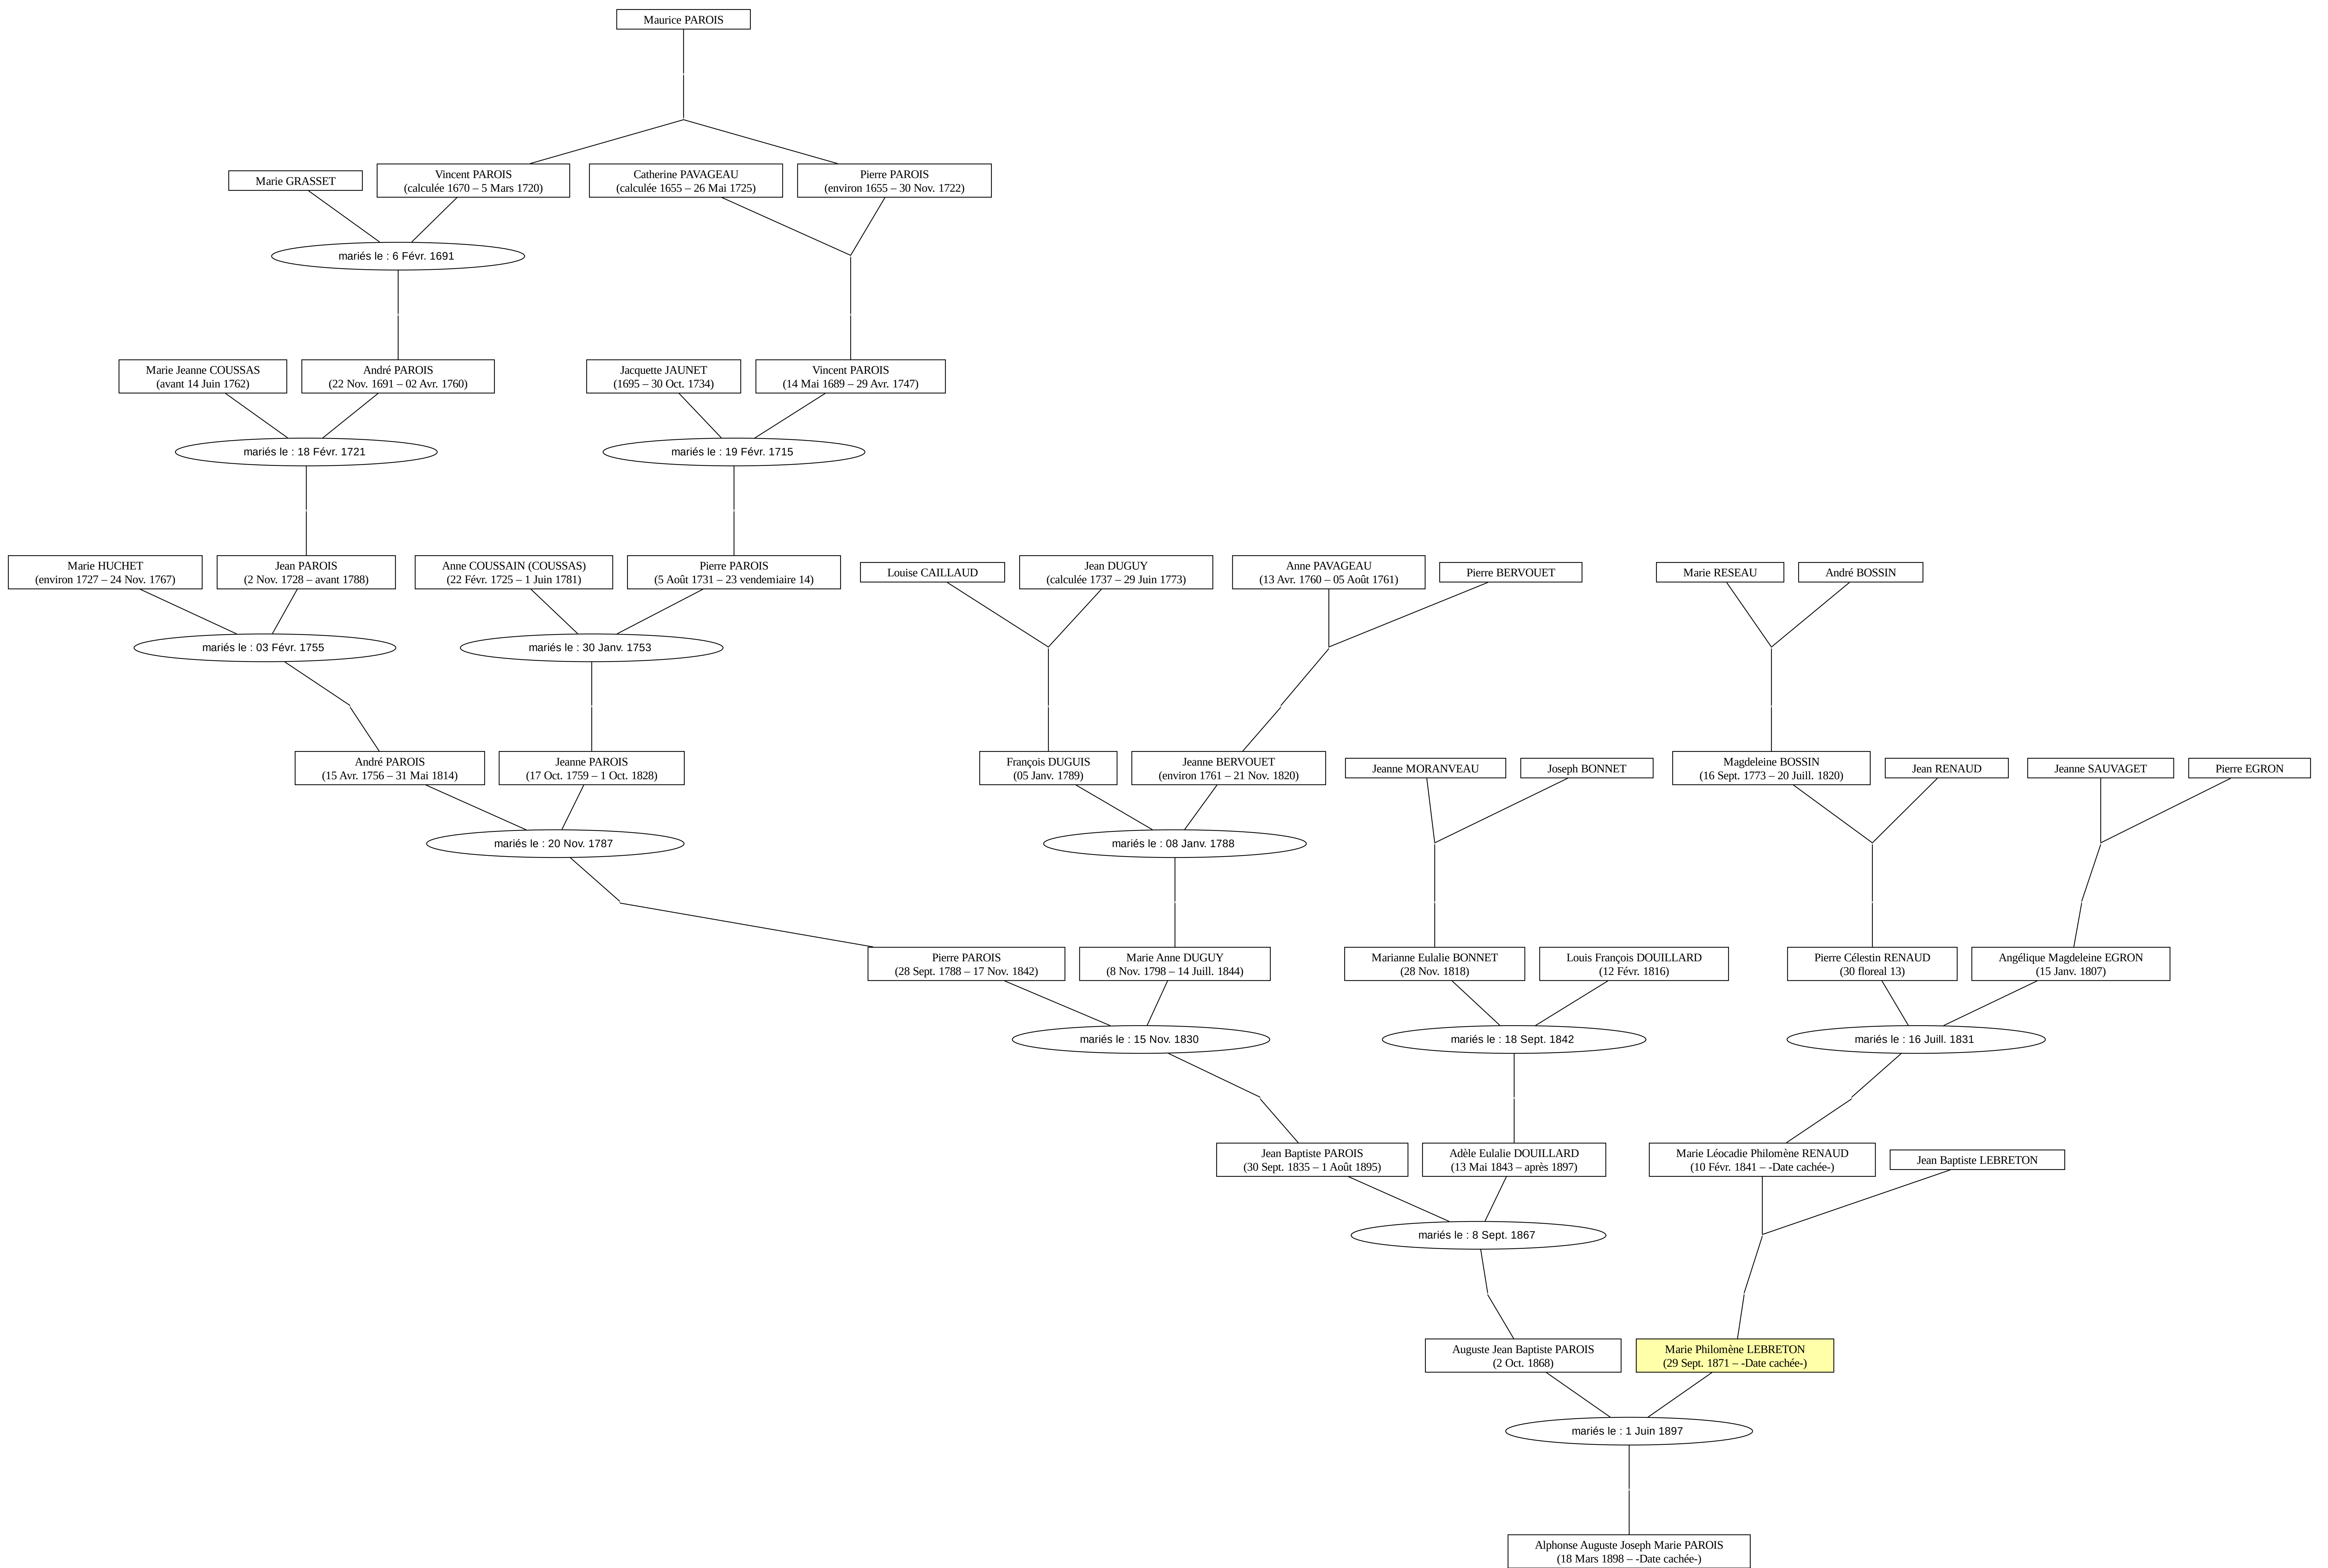 Maurice PAROIS
Marie GRASSET
Vincent PAROIS
(calculée 1670 – 5 Mars 1720)
Catherine PAVAGEAU
(calculée 1655 – 26 Mai 1725)
Pierre PAROIS
(environ 1655 – 30 Nov. 1722)
mariés le : 6 Févr. 1691
Marie Jeanne COUSSAS
(avant 14 Juin 1762)
André PAROIS
(22 Nov. 1691 – 02 Avr. 1760)
Jacquette JAUNET
(1695 – 30 Oct. 1734)
Vincent PAROIS
(14 Mai 1689 – 29 Avr. 1747)
mariés le : 18 Févr. 1721
mariés le : 19 Févr. 1715
Marie HUCHET
(environ 1727 – 24 Nov. 1767)
Jean PAROIS
(2 Nov. 1728 – avant 1788)
Anne COUSSAIN (COUSSAS)
(22 Févr. 1725 – 1 Juin 1781)
Pierre PAROIS
(5 Août 1731 – 23 vendemiaire 14)
Louise CAILLAUD
Jean DUGUY
(calculée 1737 – 29 Juin 1773)
Anne PAVAGEAU
(13 Avr. 1760 – 05 Août 1761)
Pierre BERVOUET
Marie RESEAU
André BOSSIN
mariés le : 03 Févr. 1755
mariés le : 30 Janv. 1753
André PAROIS
(15 Avr. 1756 – 31 Mai 1814)
Jeanne PAROIS
(17 Oct. 1759 – 1 Oct. 1828)
François DUGUIS
(05 Janv. 1789)
Jeanne BERVOUET
(environ 1761 – 21 Nov. 1820)
Jeanne MORANVEAU
Joseph BONNET
Magdeleine BOSSIN
(16 Sept. 1773 – 20 Juill. 1820)
Jean RENAUD
Jeanne SAUVAGET
Pierre EGRON
mariés le : 20 Nov. 1787
mariés le : 08 Janv. 1788
Pierre PAROIS
(28 Sept. 1788 – 17 Nov. 1842)
Marie Anne DUGUY
(8 Nov. 1798 – 14 Juill. 1844)
Marianne Eulalie BONNET
(28 Nov. 1818)
Louis François DOUILLARD
(12 Févr. 1816)
Pierre Célestin RENAUD
(30 floreal 13)
Angélique Magdeleine EGRON
(15 Janv. 1807)
mariés le : 15 Nov. 1830
mariés le : 18 Sept. 1842
mariés le : 16 Juill. 1831
Jean Baptiste PAROIS
(30 Sept. 1835 – 1 Août 1895)
Adèle Eulalie DOUILLARD
(13 Mai 1843 – après 1897)
Marie Léocadie Philomène RENAUD
(10 Févr. 1841 – -Date cachée-)
Jean Baptiste LEBRETON
mariés le : 8 Sept. 1867
Auguste Jean Baptiste PAROIS
(2 Oct. 1868)
Marie Philomène LEBRETON
(29 Sept. 1871 – -Date cachée-)
mariés le : 1 Juin 1897
Alphonse Auguste Joseph Marie PAROIS
(18 Mars 1898 – -Date cachée-)